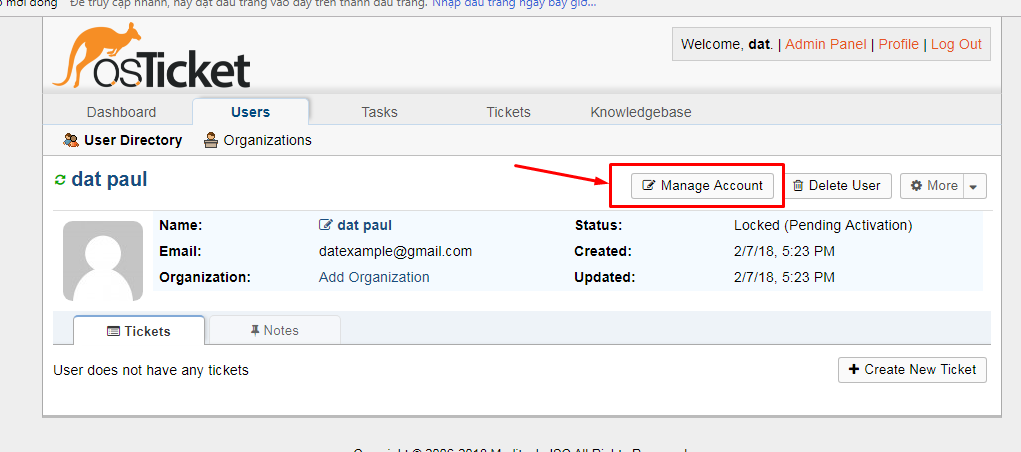 mới đóng Để truy cập nhanh, hãy đặt dấu trang vào đây trên thanh dấu trang. Nhập dấu trang ngay bây giờ...
osTicket
Welcome, dat. | Admin Panel | Profile | Log Out
Dashboard Users Tasks Tickets Knowledgebase
User Directory Organizations
dat paul
Manage Account Delete User More
Name: dat paul Status: Locked (Pending Activation)
Email: datexample@gmail.com Created: 2/7/18, 5:23 PM
Organization: Add Organization Updated: 2/7/18, 5:23 PM
Tickets Notes
User does not have any tickets Create New Ticket